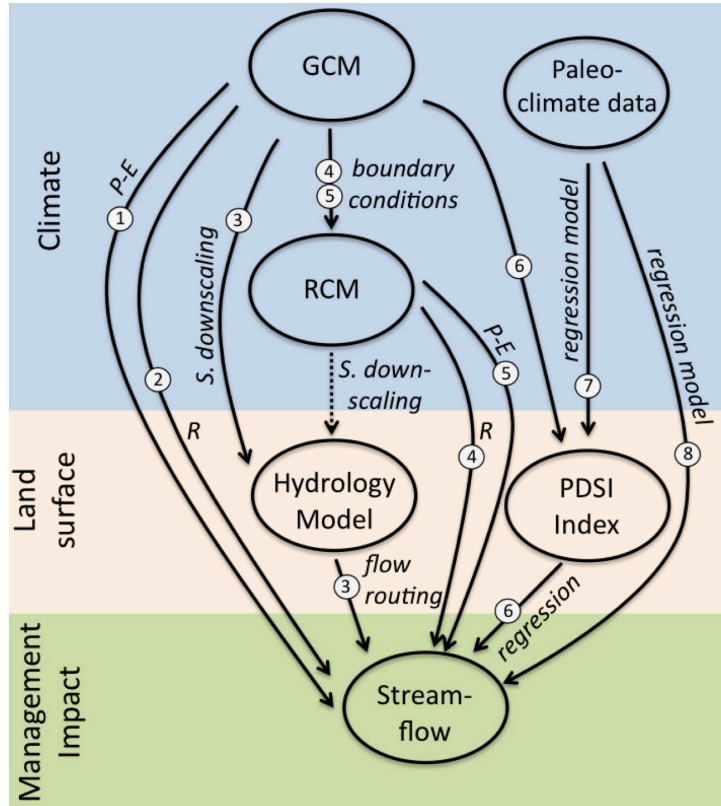 Climate
Land
surface
Management
Impact
GCM
Paleo-
climate data
P-E
1
2
R
3
S. downscaling
4
5
boundary
conditions
RCM
S. down-
scaling
6
regression model
7
regression model
8
P-E
5
R
4
Hydrology
Model
PDSI
Index
3
flow
routing
6
regression
Stream-
flow